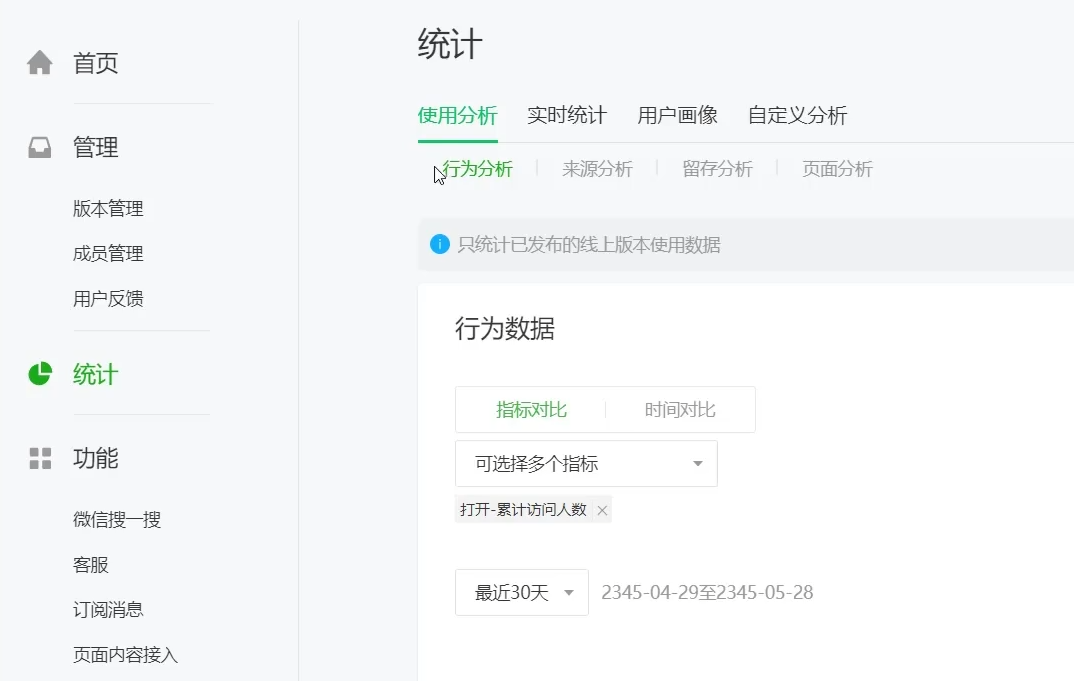 首页
管理
版本管理
成员管理
用户反馈
统计
功能
微信搜一搜
客服
订阅消息
页面内容接入
统计
使用分析 实时统计 用户画像 自定义分析
行为分析 来源分析 留存分析 页面分析
只统计已发布的线上版本使用数据
行为数据
指标对比 时间对比
可选择多个指标
打开-累计访问人数
最近30天 2345-04-29至2345-05-28